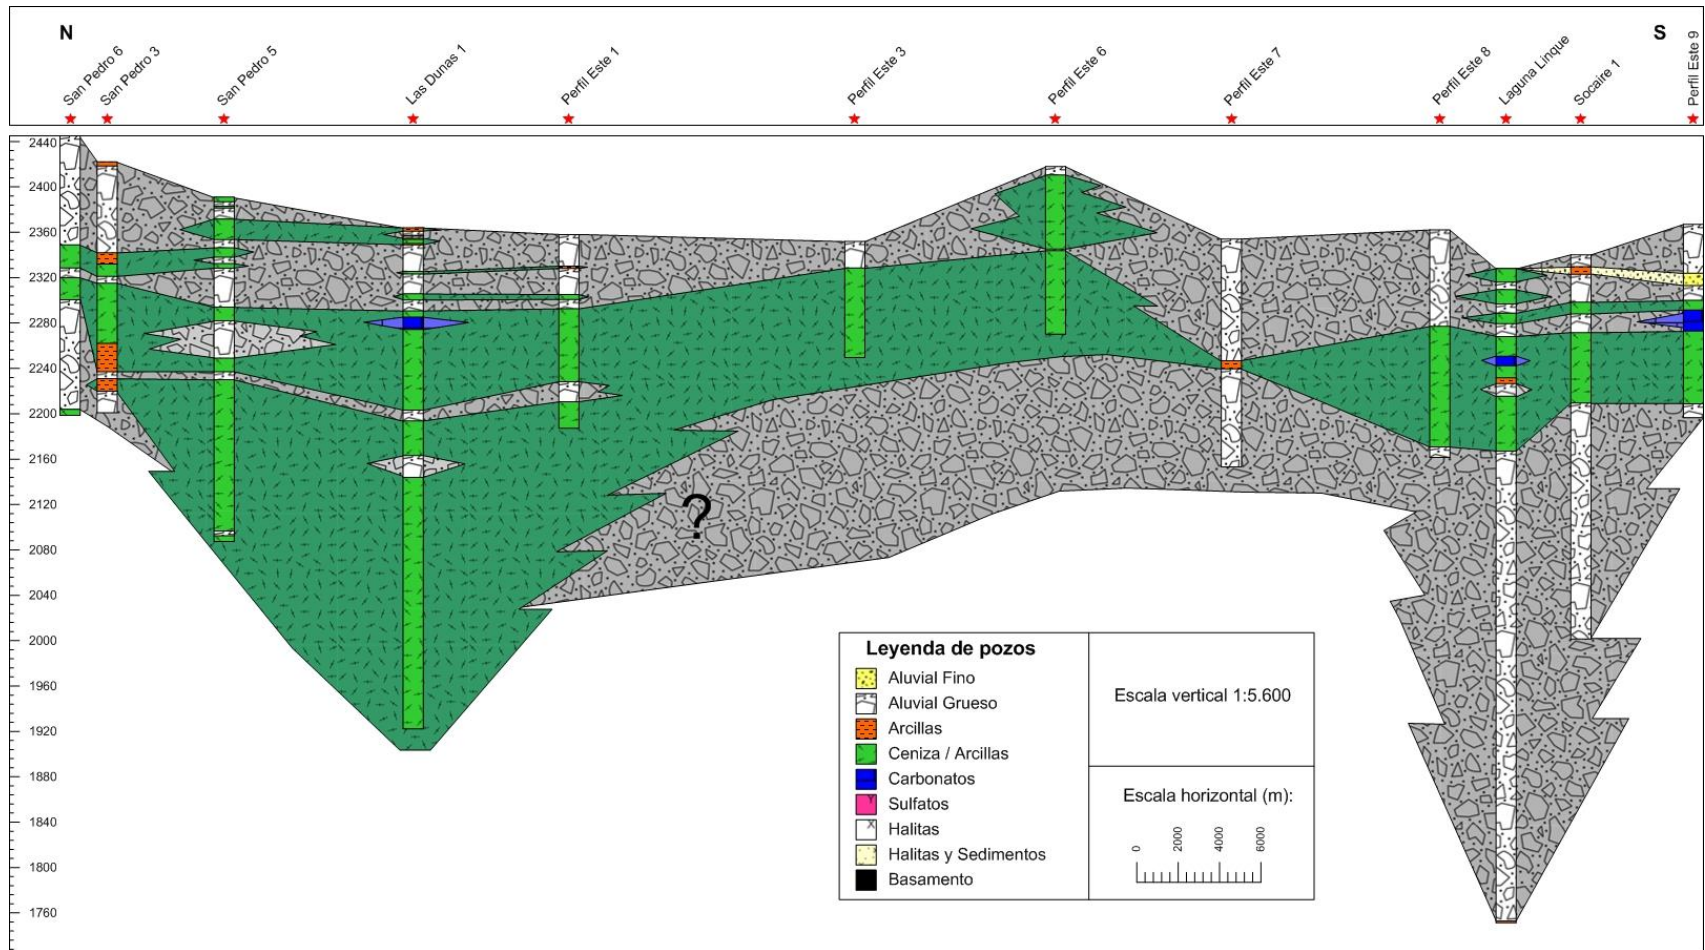 N
S
San Pedro 6
San Pedro 3
San Pedro 5
Las Dunas 1
Perfil Este 1
Perfil Este 3
Perfil Este 6
Perfil Este 7
Perfil Este 8
Laguna Linque
Socaire 1
Perfil Este 9
2440
2400
2360
2320
2280
2240
2200
2160
2120
2080
2040
2000
1960
1920
1880
1840
1800
1760
?
Leyenda de pozos
Aluvial Fino
Aluvial Grueso
Arcillas
Ceniza / Arcillas
Carbonatos
Sulfatos
Halitas
Halitas y Sedimentos
Basamento
Escala vertical 1:5.600
Escala horizontal (m):
0
2000
4000
6000